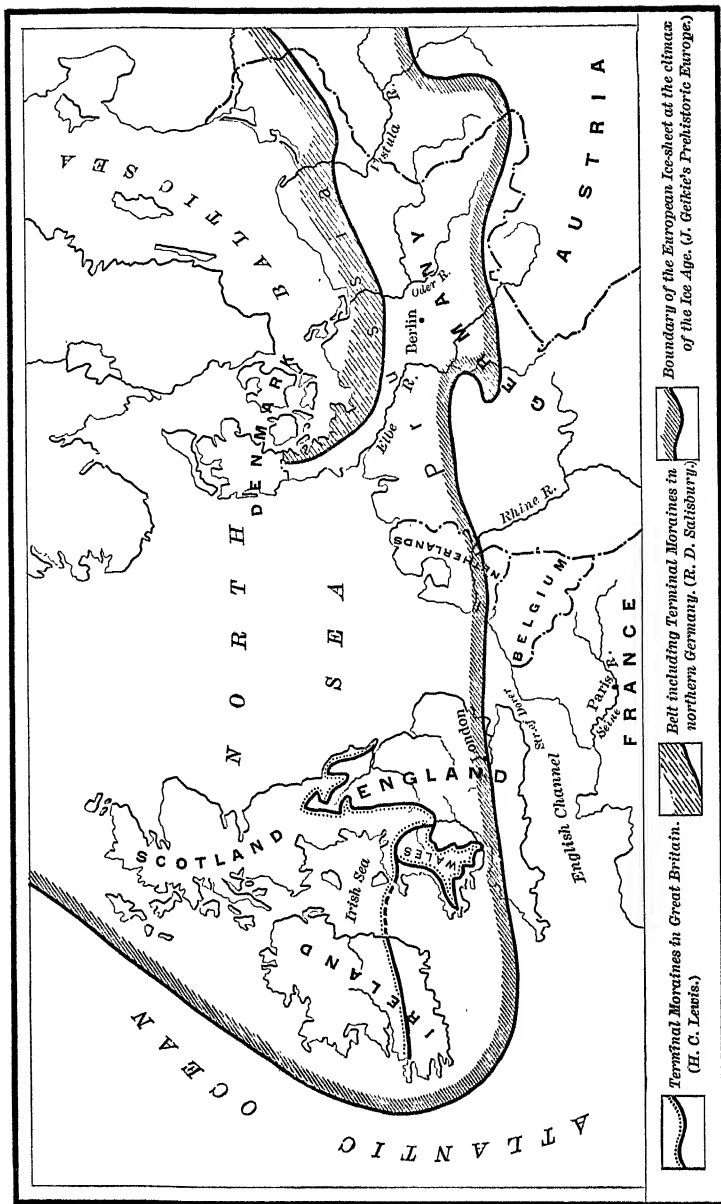 ATLANTIC OCEAN
NORTH
SEA
BALTIC SEA
SCOTLAND
IRELAND
Irish Sea
ENGLAND
WALES
London
Strait Dover
English Channel
DENMARK
NETHERLANDS
BELGIUM
FRANCE
Paris
Seine R.
Rhine R.
Elbe R.
Prussia
GERMANY
Berlin
Oder R.
Vistula R.
AUSTRIA
Terminal Moraines in Great Britain.
(H. C. Lewis.)
Belt including Terminal Moraines in
northern Germany. (R. D. Salisbury.)
Boundary of the European Ice-sheet at the climax
of the Ice Age. (J. Geikie's Prehistoric Europe.)